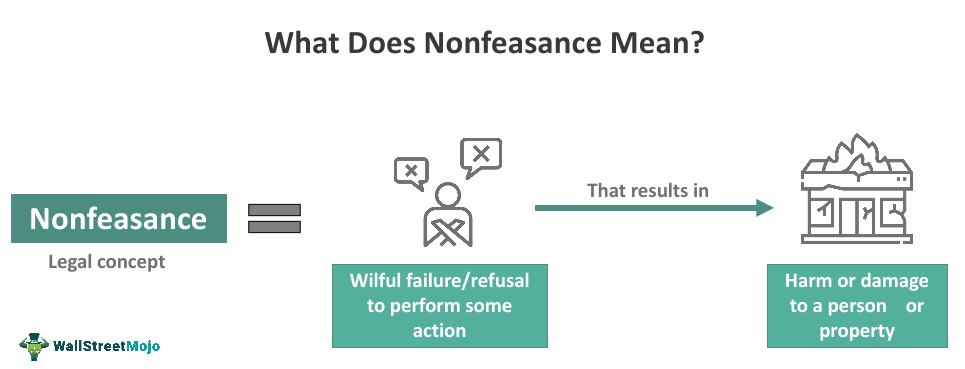 What Does Nonfeasance Mean?
Nonfeasance
Legal concept
Wilful failure/refusal
to perform some
action
That results in
Harm or damage
to a person or
property
WallStreetMojo